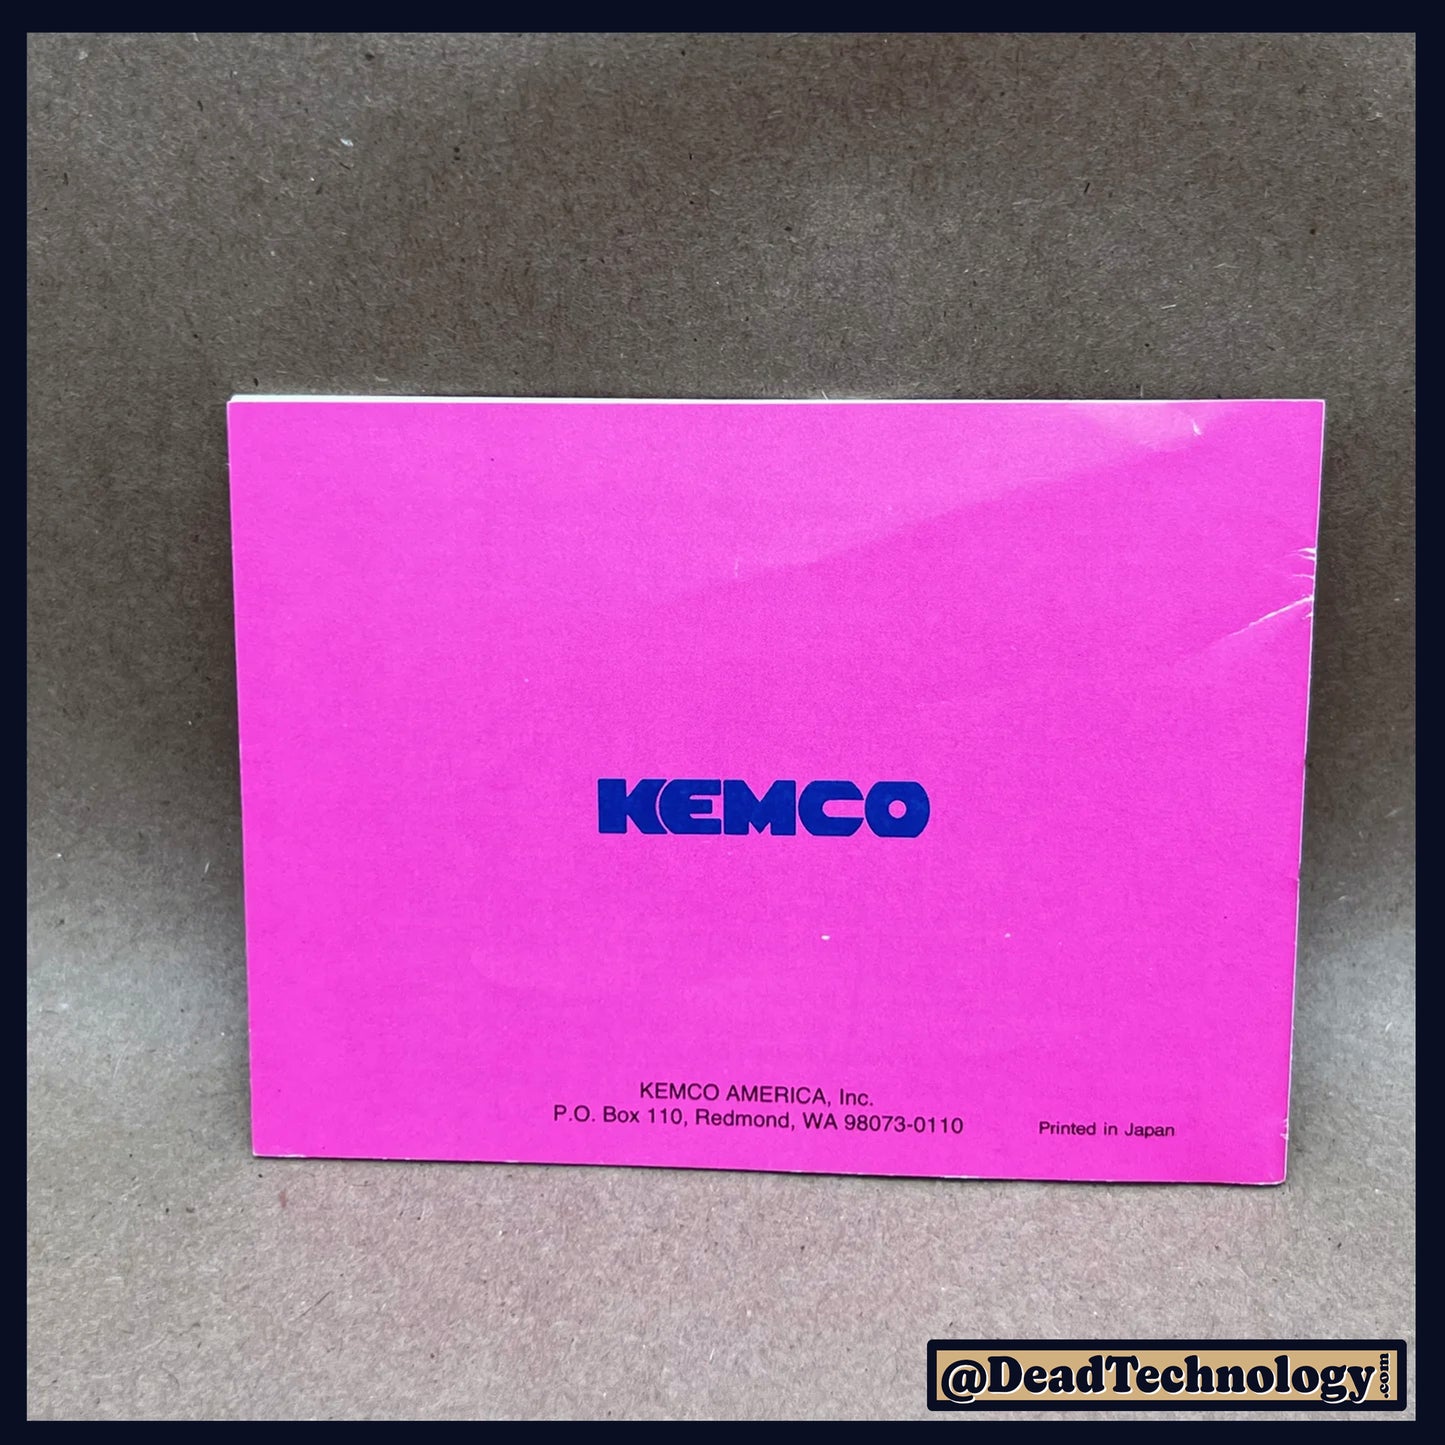 KEMCO
KEMCO AMERICA, Inc.
P.O. Box 110, Redmond, WA 98073-0110
Printed in Japan
@DeadTechnology.com